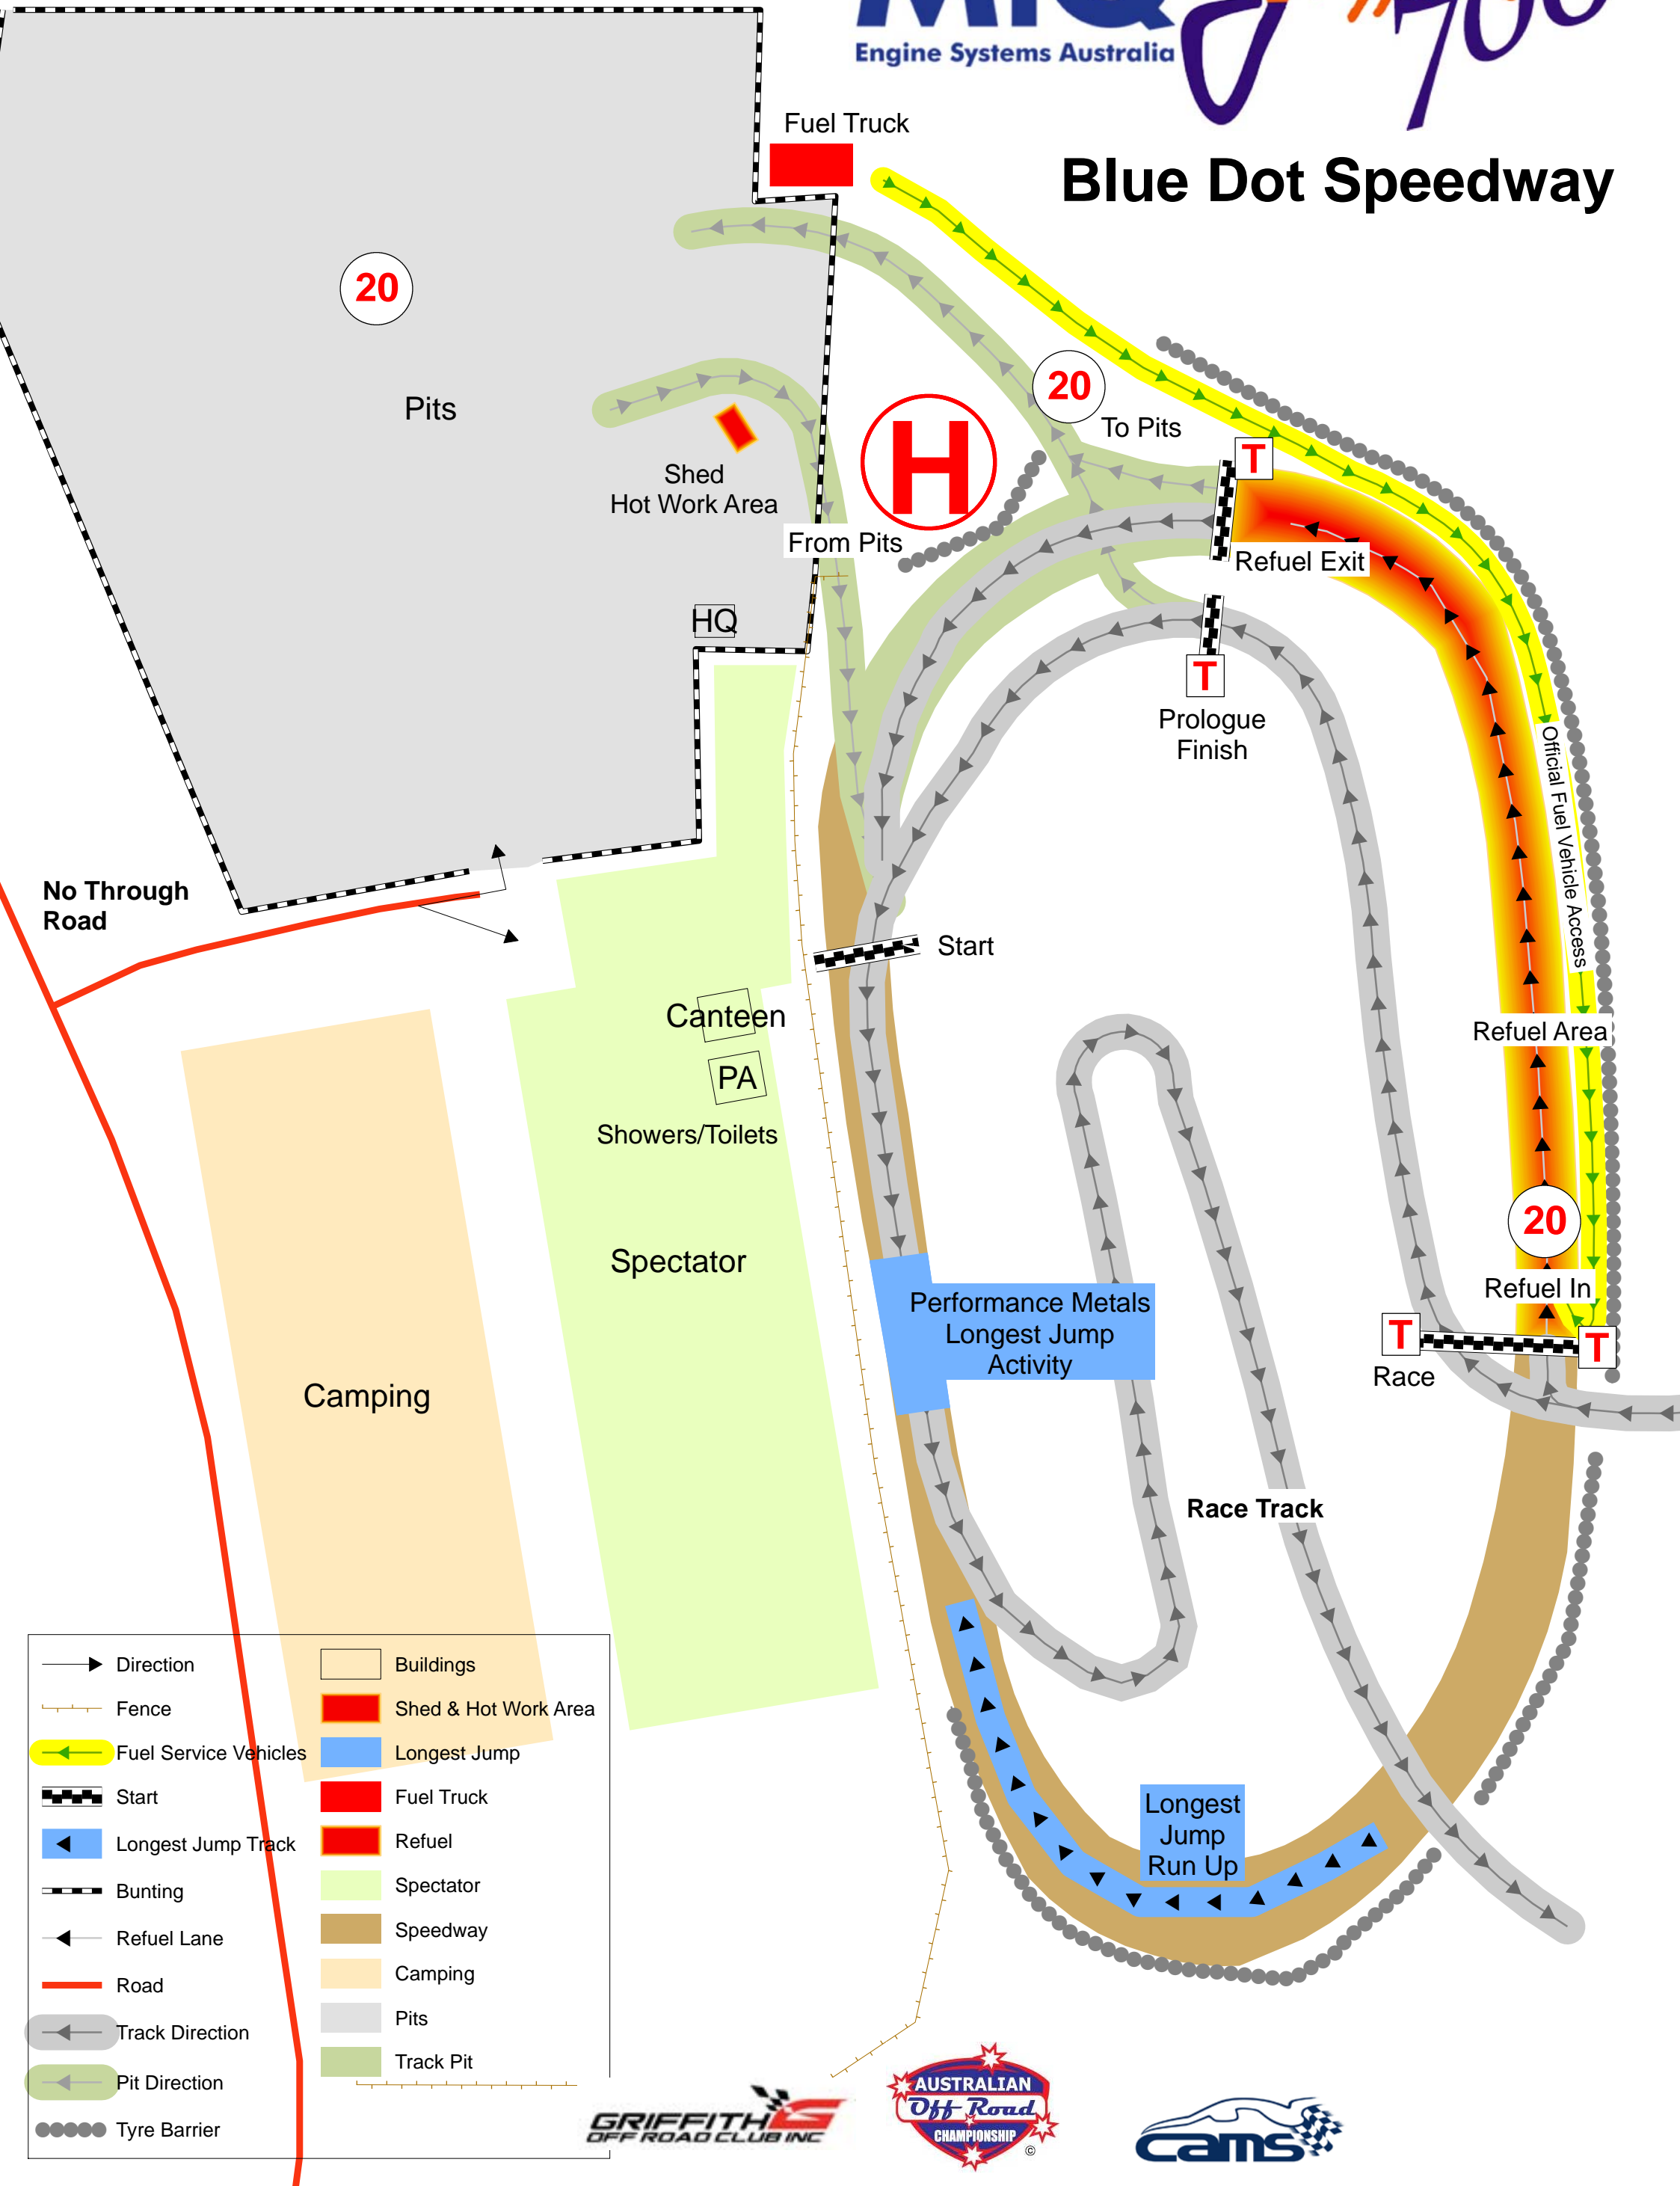 Engine Systems Australia
700
Blue Dot Speedway
Fuel Truck
20
Pits
20
To Pits
H
T
Shed
Hot Work Area
From Pits
Refuel Exit
HQ
T
Prologue
Finish
Official Fuel Vehicle Access
No Through
Road
Start
Canteen
PA
Showers/Toilets
Refuel Area
20
Spectator
Refuel In
Performance Metals
Longest Jump
Activity
T
T
Race
Camping
Race Track
Longest
Jump
Run Up
Direction
Fence
Fuel Service Vehicles
Start
Longest Jump Track
Bunting
Refuel Lane
Road
Track Direction
Pit Direction
Tyre Barrier
Buildings
Shed & Hot Work Area
Longest Jump
Fuel Truck
Refuel
Spectator
Speedway
Camping
Pits
Track Pit
GRIFFITH
OFF ROAD CLUB INC
AUSTRALIAN
Off Road
CHAMPIONSHIP
©
cams